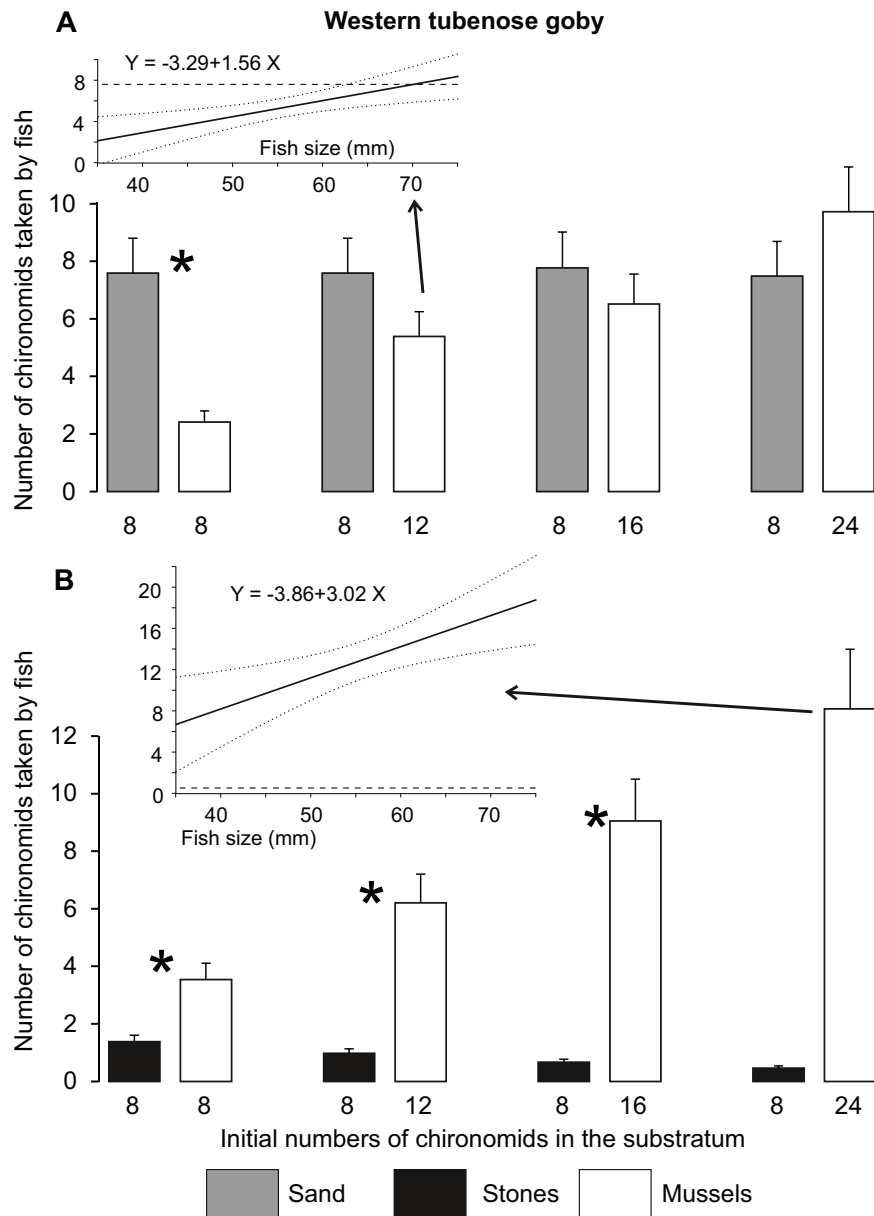 A
Western tubenose goby
Y = -3.29+1.56 X
8
4
0
Fish size (mm)
40 50 60 70
Number of chironomids taken by fish
10
8
6
4
2
0
*
8 8 8 12 8 16 8 24
B
Y = -3.86+3.02 X
20
16
12
8
4
0
40 50 60 70
Fish size (mm)
Number of chironomids taken by fish
12
10
8
6
4
2
0
* * *
8 8 8 12 8 16 8 24
Initial numbers of chironomids in the substratum
Sand Stones Mussels